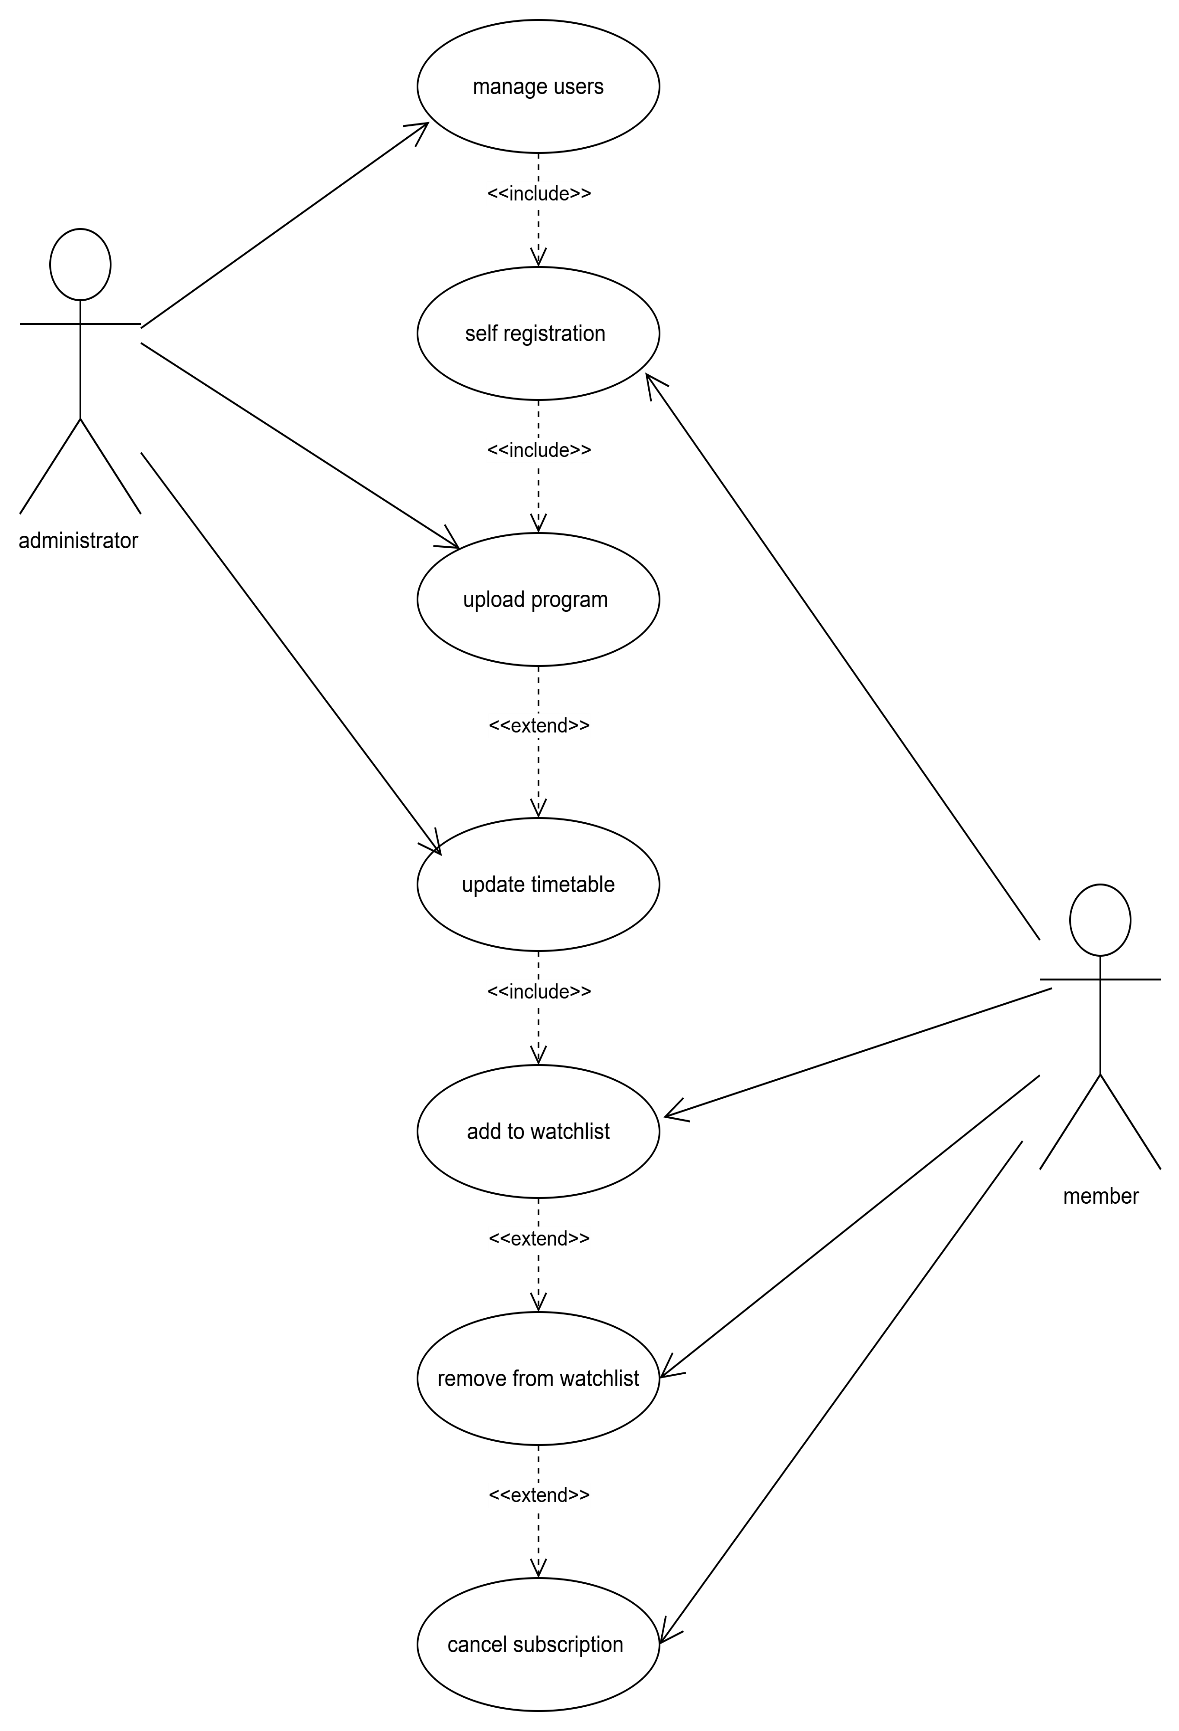 manage users
<<include>>
self registration
<<include>>
administrator
upload program
<<extend>>
update timetable
<<include>>
add to watchlist
member
<<extend>>
remove from watchlist
<<extend>>
cancel subscription